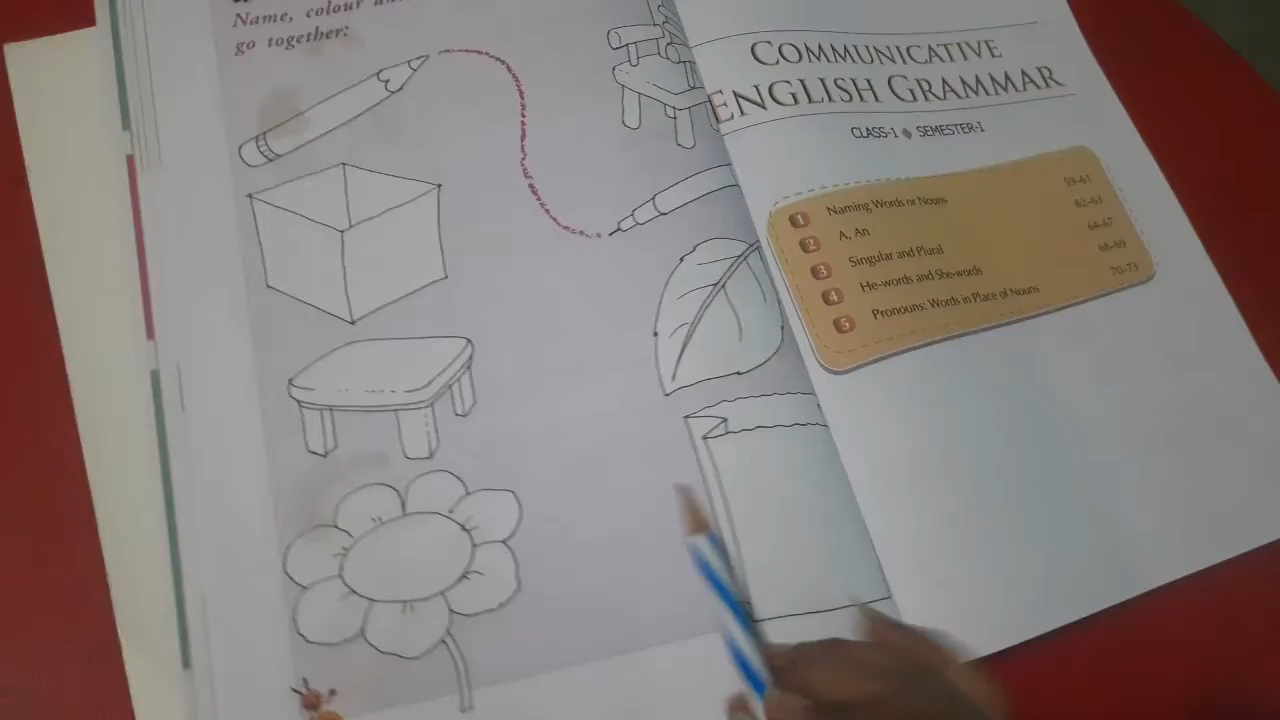 Name, colour
go together:
COMMUNICATIVE
ENGLISH GRAMMAR
CLASS-1 ◆ SEMESTER-1
1 Naming Words or Nouns 59-61
2 A, An 62-63
3 Singular and Plural 64-67
4 He-words and She-words 68-69
5 Pronouns: Words in Place of Nouns 70-73